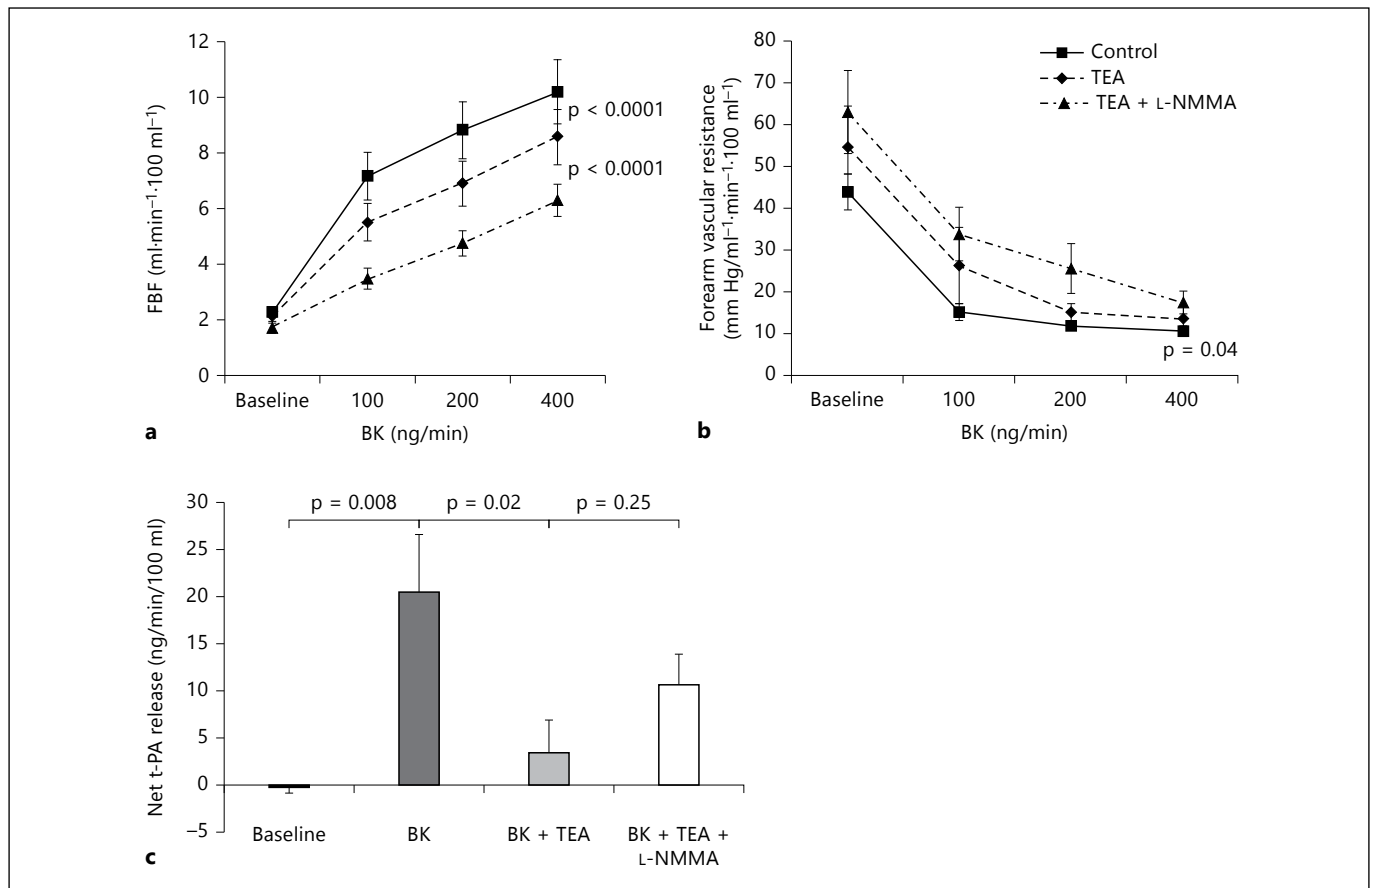 12
10
8
6
4
2
0
FBF (ml·min⁻¹·100 ml⁻¹)
p < 0.0001
p < 0.0001
Baseline 100 200 400
BK (ng/min)
a
80
70
60
50
40
30
20
10
0
Forearm vascular resistance
(mm Hg/ml⁻¹·min⁻¹·100 ml⁻¹)
Control
TEA
TEA + L-NMMA
p = 0.04
Baseline 100 200 400
BK (ng/min)
b
30
25
20
15
10
5
0
−5
Net t-PA release (ng/min/100 ml)
p = 0.008 p = 0.02 p = 0.25
Baseline BK BK + TEA BK + TEA +
L-NMMA
c